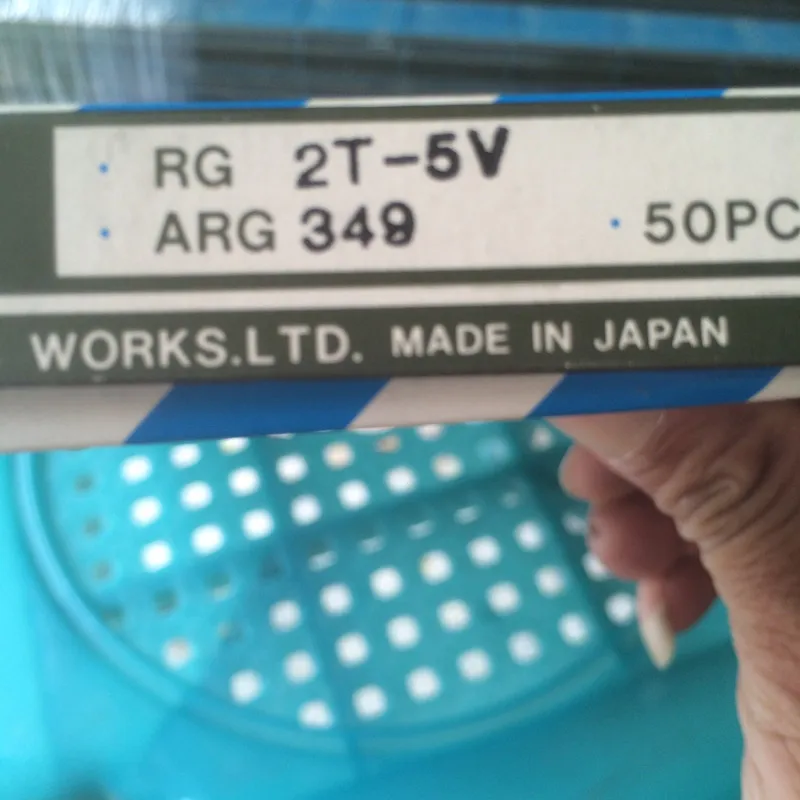 · RG 2T-5V
· ARG 349 · 50PC
WORKS.LTD. MADE IN JAPAN